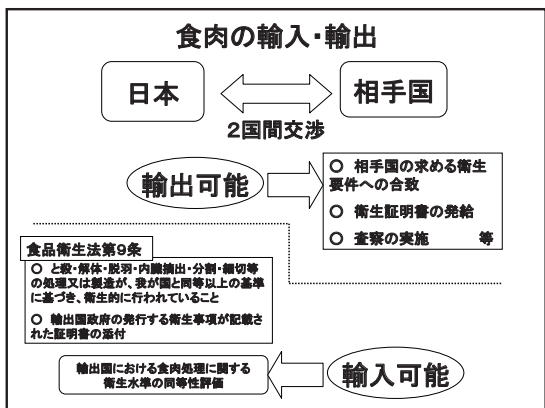 食肉の輸入・輸出
日本
相手国
2国間交渉
輸出可能
○ 相手国の求める衛生
要件への合致
○ 衛生証明書の発給
○ 査察の実施　　等
食品衛生法第9条
○ と殺・解体・脱羽・内臓摘出・分割・細切等
の処理又は製造が、我が国と同等以上の基準
に基づき、衛生的に行われていること
○ 輸出国政府の発行する衛生事項が記載さ
れた証明書の添付
輸出国における食肉処理に関する
衛生水準の同等性評価
輸入可能